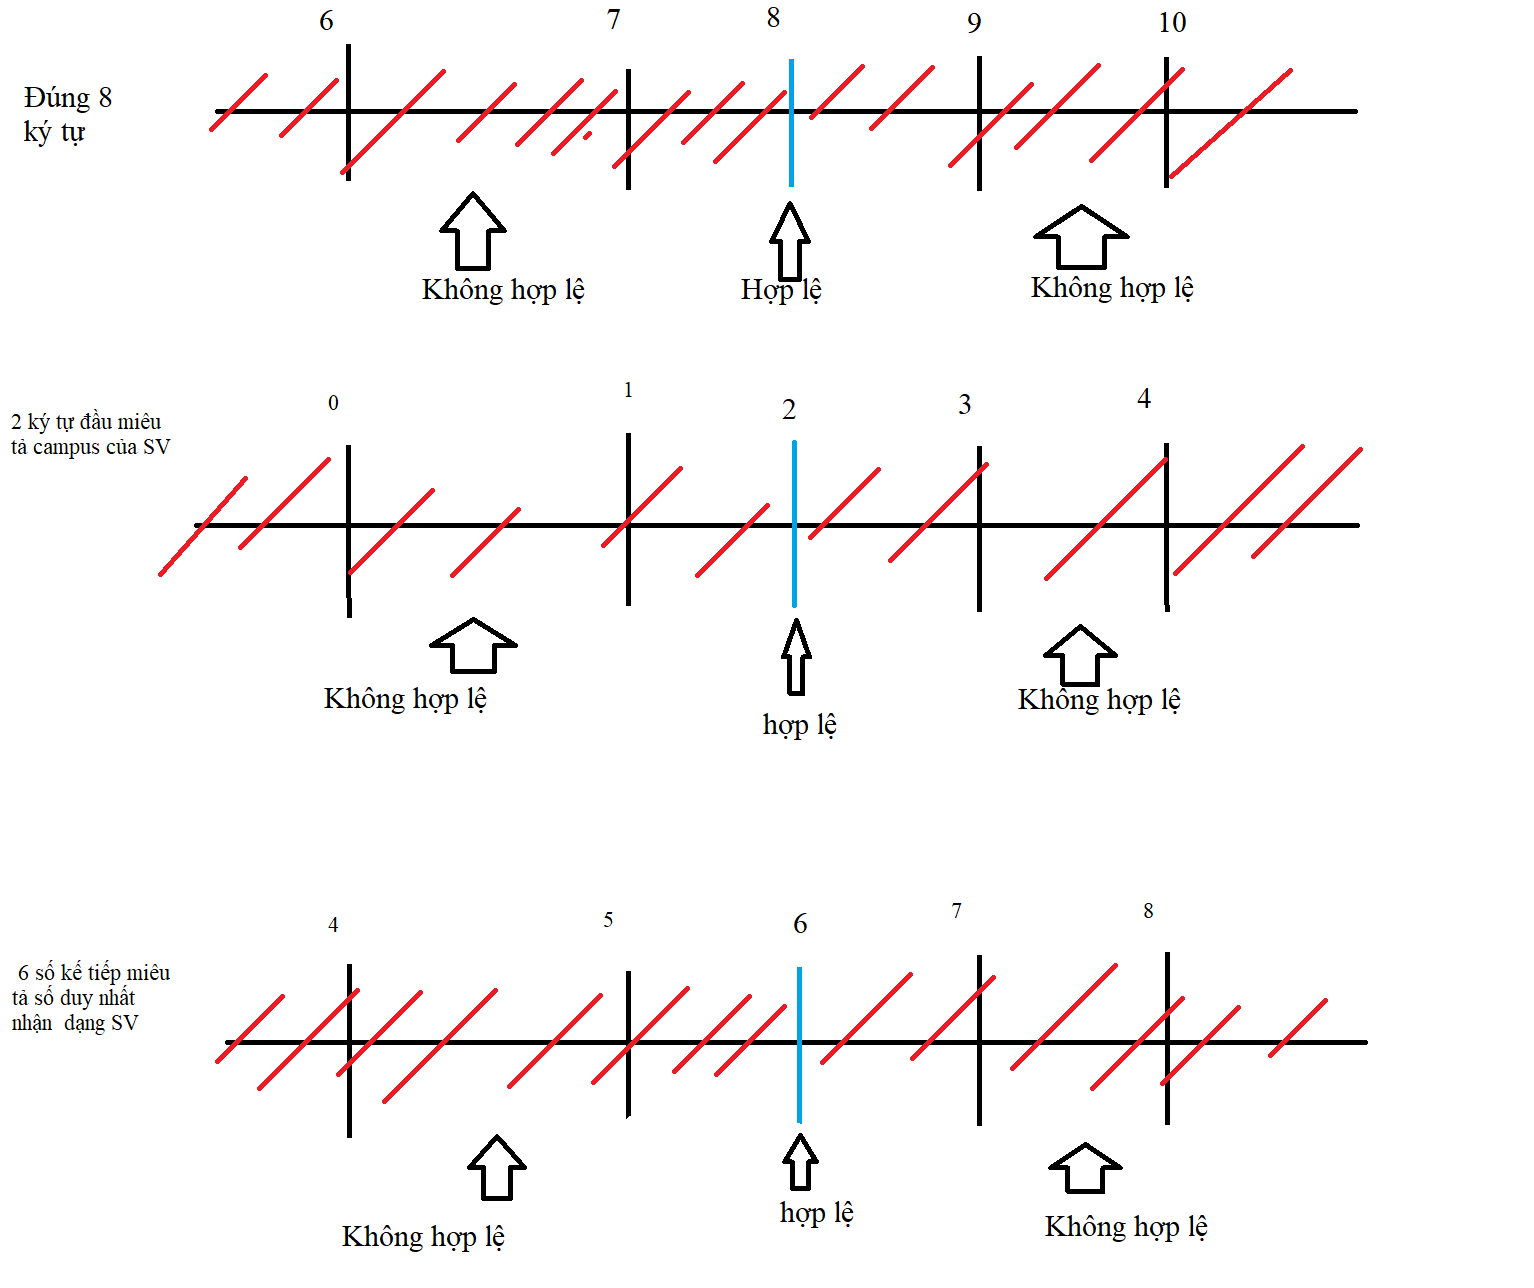 6 7 8 9 10
Đúng 8
ký tự
Không hợp lệ Hợp lệ Không hợp lệ
0 1 2 3 4
2 ký tự đầu miêu
tả campus của SV
Không hợp lệ hợp lệ Không hợp lệ
4 5 6 7 8
6 số kế tiếp miêu
tả số duy nhất
nhận dạng SV
Không hợp lệ hợp lệ Không hợp lệ